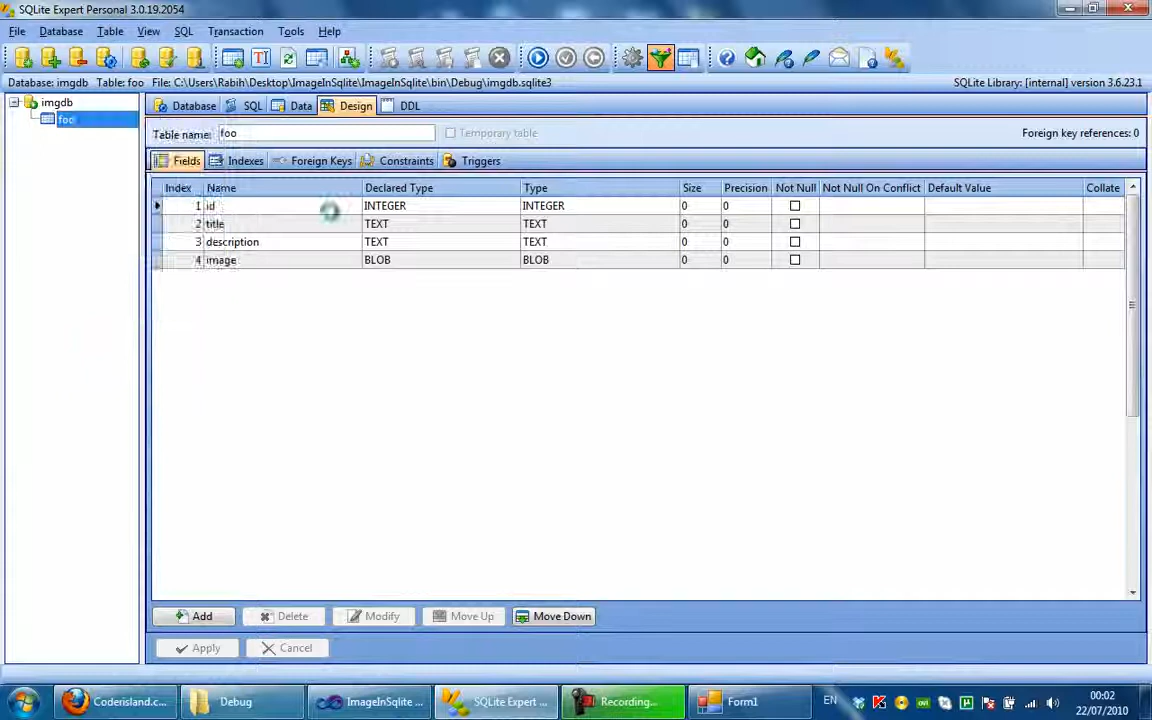 SQLite Expert Personal 3.0.19.2054
File Database Table View SQL Transaction Tools Help
Database: imgdb Table: foo File: C:\Users\Rabih\Desktop\ImageInSqlite\ImageInSqlite\bin\Debug\imgdb.sqlite3 SQLite Library: [internal] version 3.6.23.1
imgdb
foo
Database SQL Data Design DDL
Table name: foo Temporary table Foreign key references: 0
Fields Indexes Foreign Keys Constraints Triggers
Index Name Declared Type Type Size Precision Not Null Not Null On Conflict Default Value Collate
1 id INTEGER INTEGER 0 0
2 title TEXT TEXT 0 0
3 description TEXT TEXT 0 0
4 image BLOB BLOB 0 0
Add Delete Modify Move Up Move Down
Apply Cancel
Coderisland.c... Debug ImageInSqlite ... SQLite Expert ... Recording... Form1 EN 00:02
22/07/2010